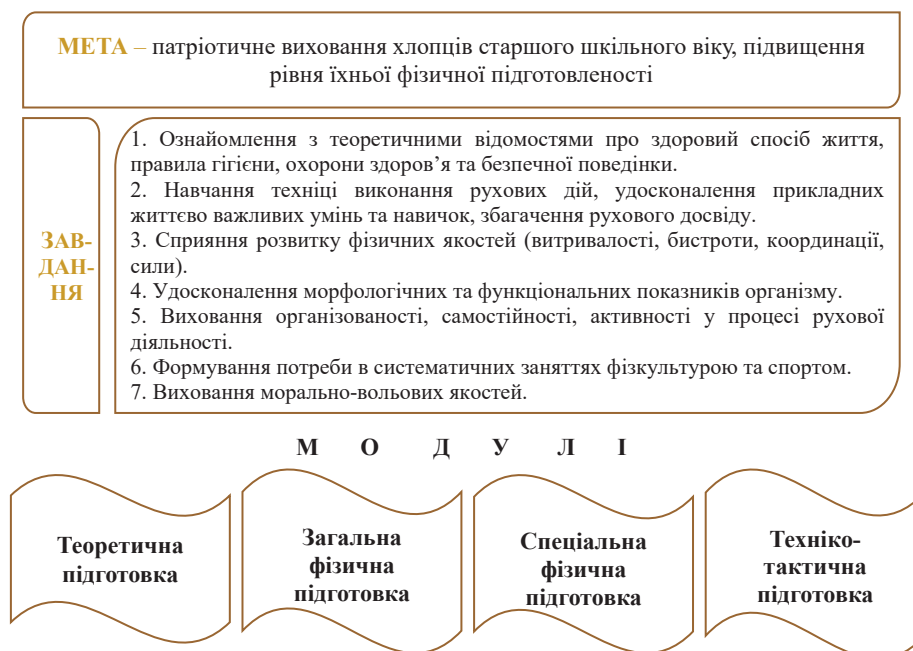 МЕТА – патріотичне виховання хлопців старшого шкільного віку, підвищення
рівня їхньої фізичної підготовленості
ЗАВ-
ДАН-
НЯ
1. Ознайомлення з теоретичними відомостями про здоровий спосіб життя,
правила гігієни, охорони здоров’я та безпечної поведінки.
2. Навчання техніці виконання рухових дій, удосконалення прикладних
життєво важливих умінь та навичок, збагачення рухового досвіду.
3. Сприяння розвитку фізичних якостей (витривалості, бистроти, координації,
сили).
4. Удосконалення морфологічних та функціональних показників організму.
5. Виховання організованості, самостійності, активності у процесі рухової
діяльності.
6. Формування потреби в систематичних заняттях фізкультурою та спортом.
7. Виховання морально-вольових якостей.
М О Д У Л І
Теоретична
підготовка
Загальна
фізична
підготовка
Спеціальна
фізична
підготовка
Техніко-
тактична
підготовка